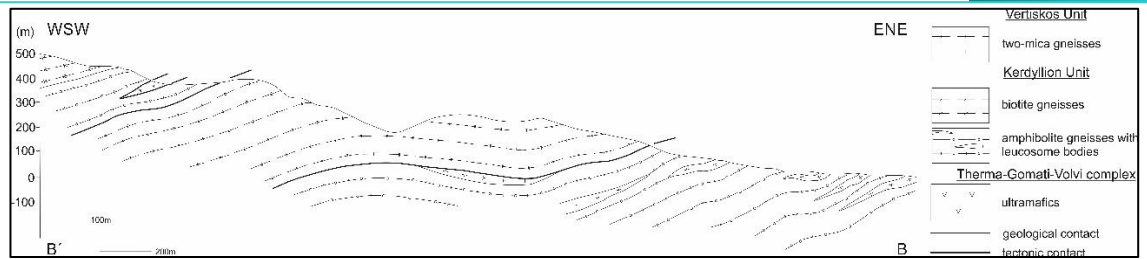 WSW
ENE
(m)
500
400-
300-
200-
100-
0-
-100
100m
B´
200m
B
Vertiskos Unit
two-mica gneisses
Kerdyllion Unit
biotite gneisses
amphibolite gneisses with
leucosome bodies
Therma-Gomati-Volvi complex
ultramafics
geological contact
tectonic contact